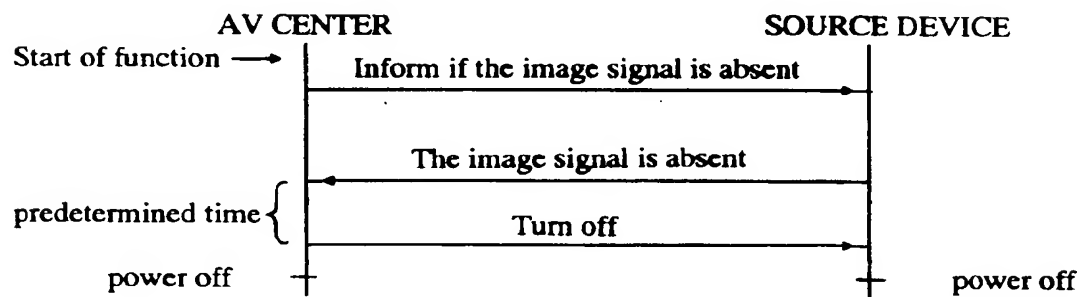 AV CENTER
SOURCE DEVICE
Start of function
Inform if the image signal is absent
The image signal is absent
predetermined time
Turn off
power off
power off